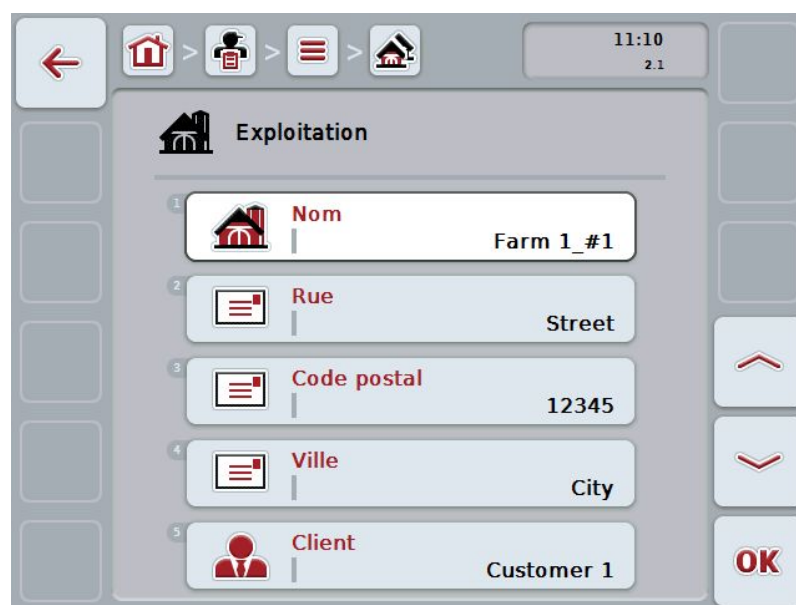 > > >
11:10
2.1
Exploitation
1
Nom
Farm 1_#1
2
Rue
Street
3
Code postal
12345
4
Ville
City
5
Client
Customer 1
OK